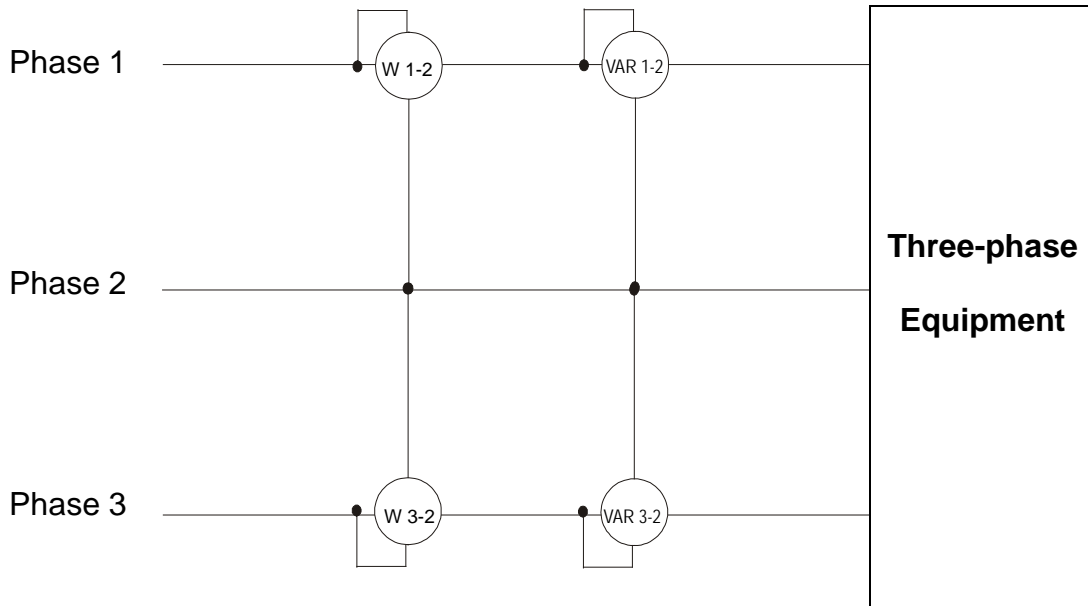 Phase 1
W 1-2
VAR 1-2
Phase 2
Three-phase
Equipment
Phase 3
W 3-2
VAR 3-2